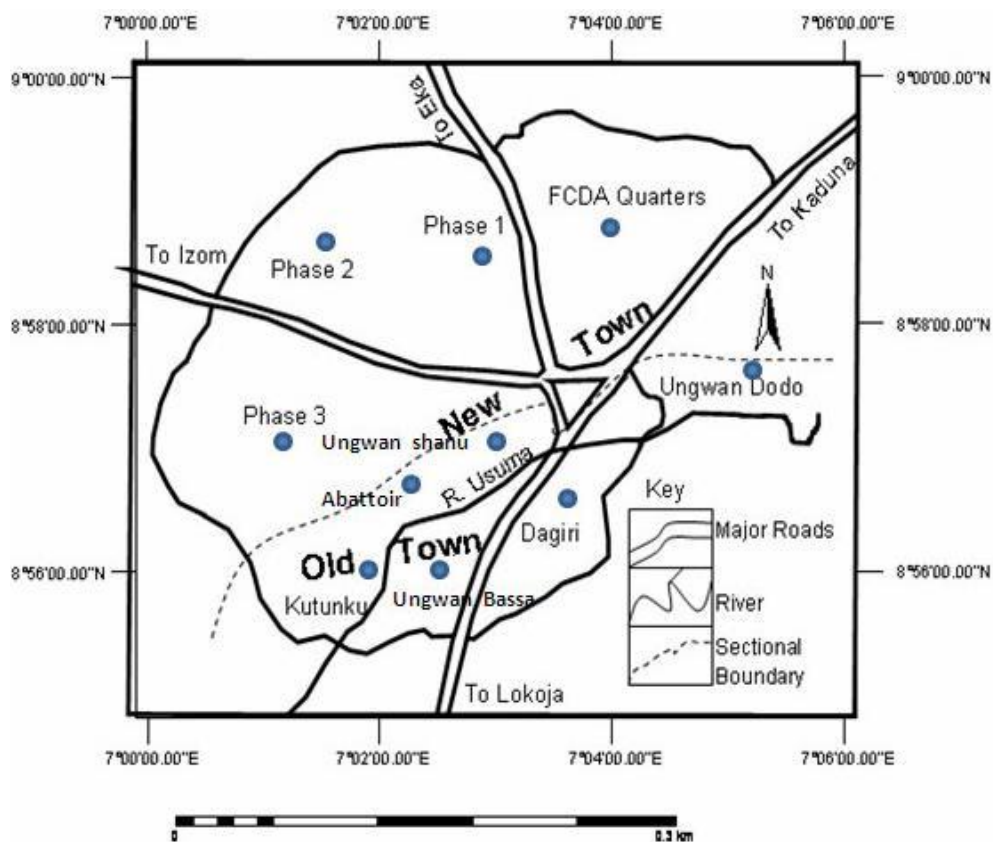 7°00'00.00"E
7°02'00.00"E
7°04'00.00"E
7°06'00.00"E
9°00'00.00"N
9°00'00.00"N
To Eke
FCDA Quarters
To Kaduna
Phase 1
Phase 2
To Izom
N
8°58'00.00"N
8°58'00.00"N
Town
Ungwan Dodo
New
Phase 3
Ungwan shanu
R. Usuma
Abattoir
Key
Dagiri
Major Roads
Old
Town
8°56'00.00"N
8°56'00.00"N
Kutunku
Ungwan Bassa
River
Sectional
Boundary
To Lokoja
7°00'00.00"E
7°02'00.00"E
7°04'00.00"E
7°06'00.00"E
0
0.3 km